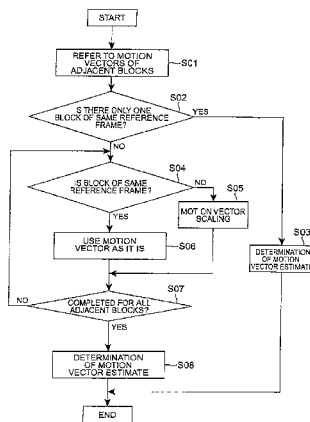 START
REFER TO MOTION
VECTORS OF
ADJACENT BLOCKS
S01
S02
IS THERE ONLY ONE
BLOCK OF SAME REFERENCE
FRAME?
YES
NO
S04
IS BLOCK OF SAME
REFERENCE FRAME?
NO
S05
YES
MOT ON VECTOR
SCALING
USE MOTION
VECTOR AS IT IS
S06
S03
DETERMINATION
OF MOTION
VECTOR ESTIMATE
S07
NO
COMPLETED FOR ALL
ADJACENT BLOCKS?
YES
DETERMINATION
OF MOTION
VECTOR ESTIMATE
S08
END